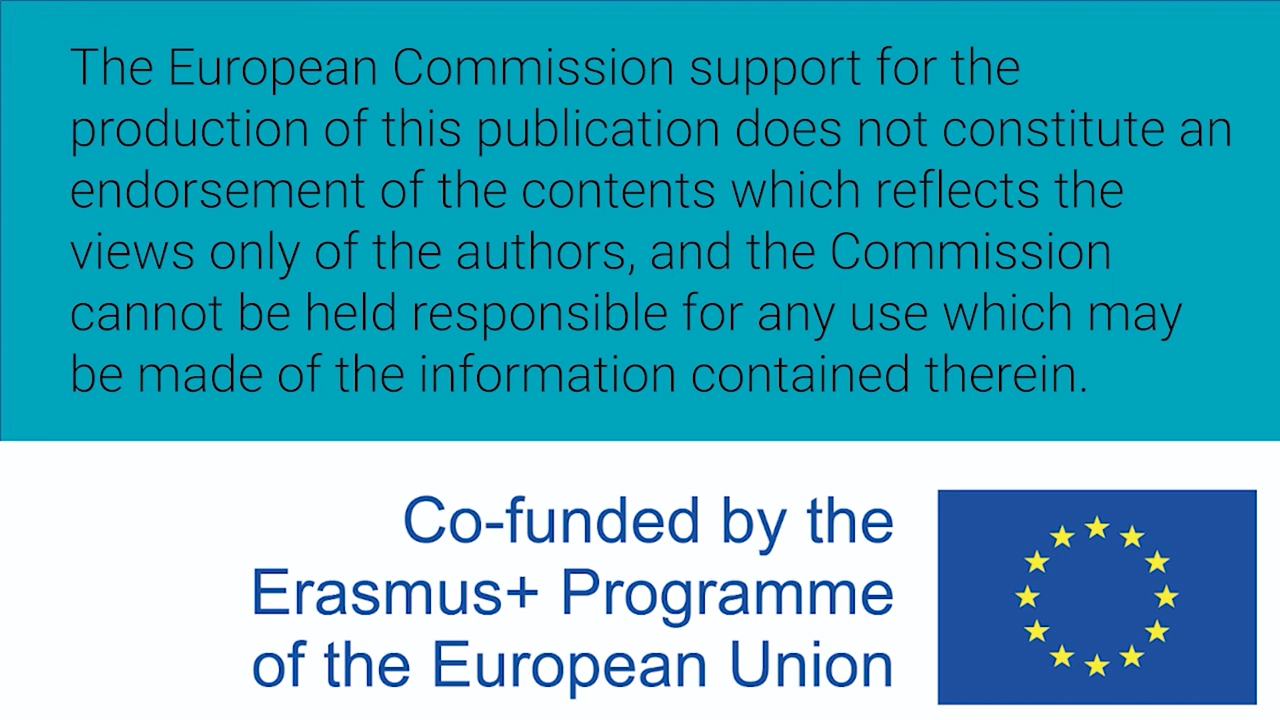 The European Commission support for the
production of this publication does not constitute an
endorsement of the contents which reflects the
views only of the authors, and the Commission
cannot be held responsible for any use which may
be made of the information contained therein.
Co-funded by the
Erasmus+ Programme
of the European Union